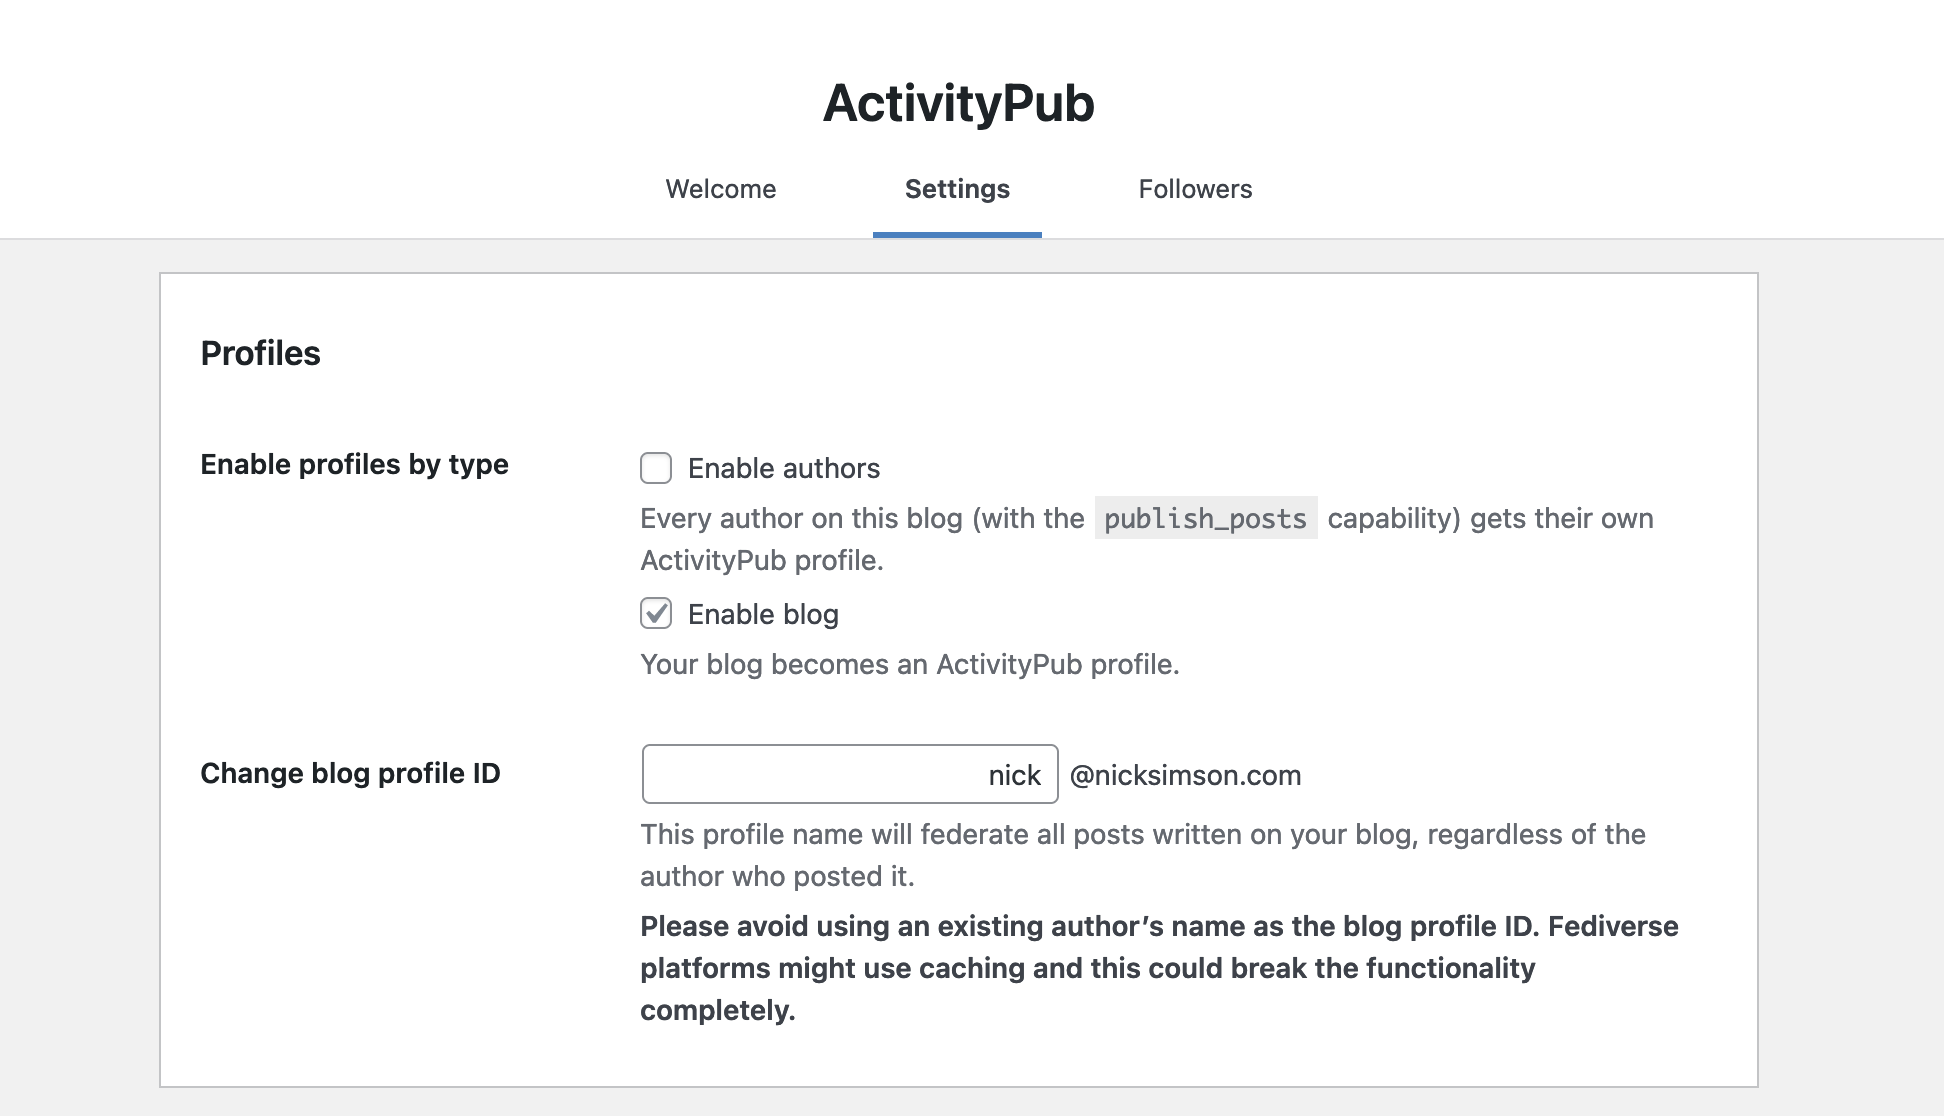 ActivityPub
Welcome
Settings
Followers
Profiles
Enable profiles by type
Enable authors
Every author on this blog (with the publish_posts capability) gets their own
ActivityPub profile.
Enable blog
Your blog becomes an ActivityPub profile.
Change blog profile ID
nick @nicksimson.com
This profile name will federate all posts written on your blog, regardless of the
author who posted it.
Please avoid using an existing author’s name as the blog profile ID. Fediverse
platforms might use caching and this could break the functionality
completely.